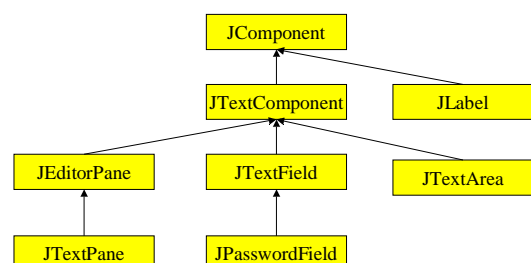 JComponent
JTextComponent
JLabel
JEditorPane
JTextField
JTextArea
JTextPane
JPasswordField